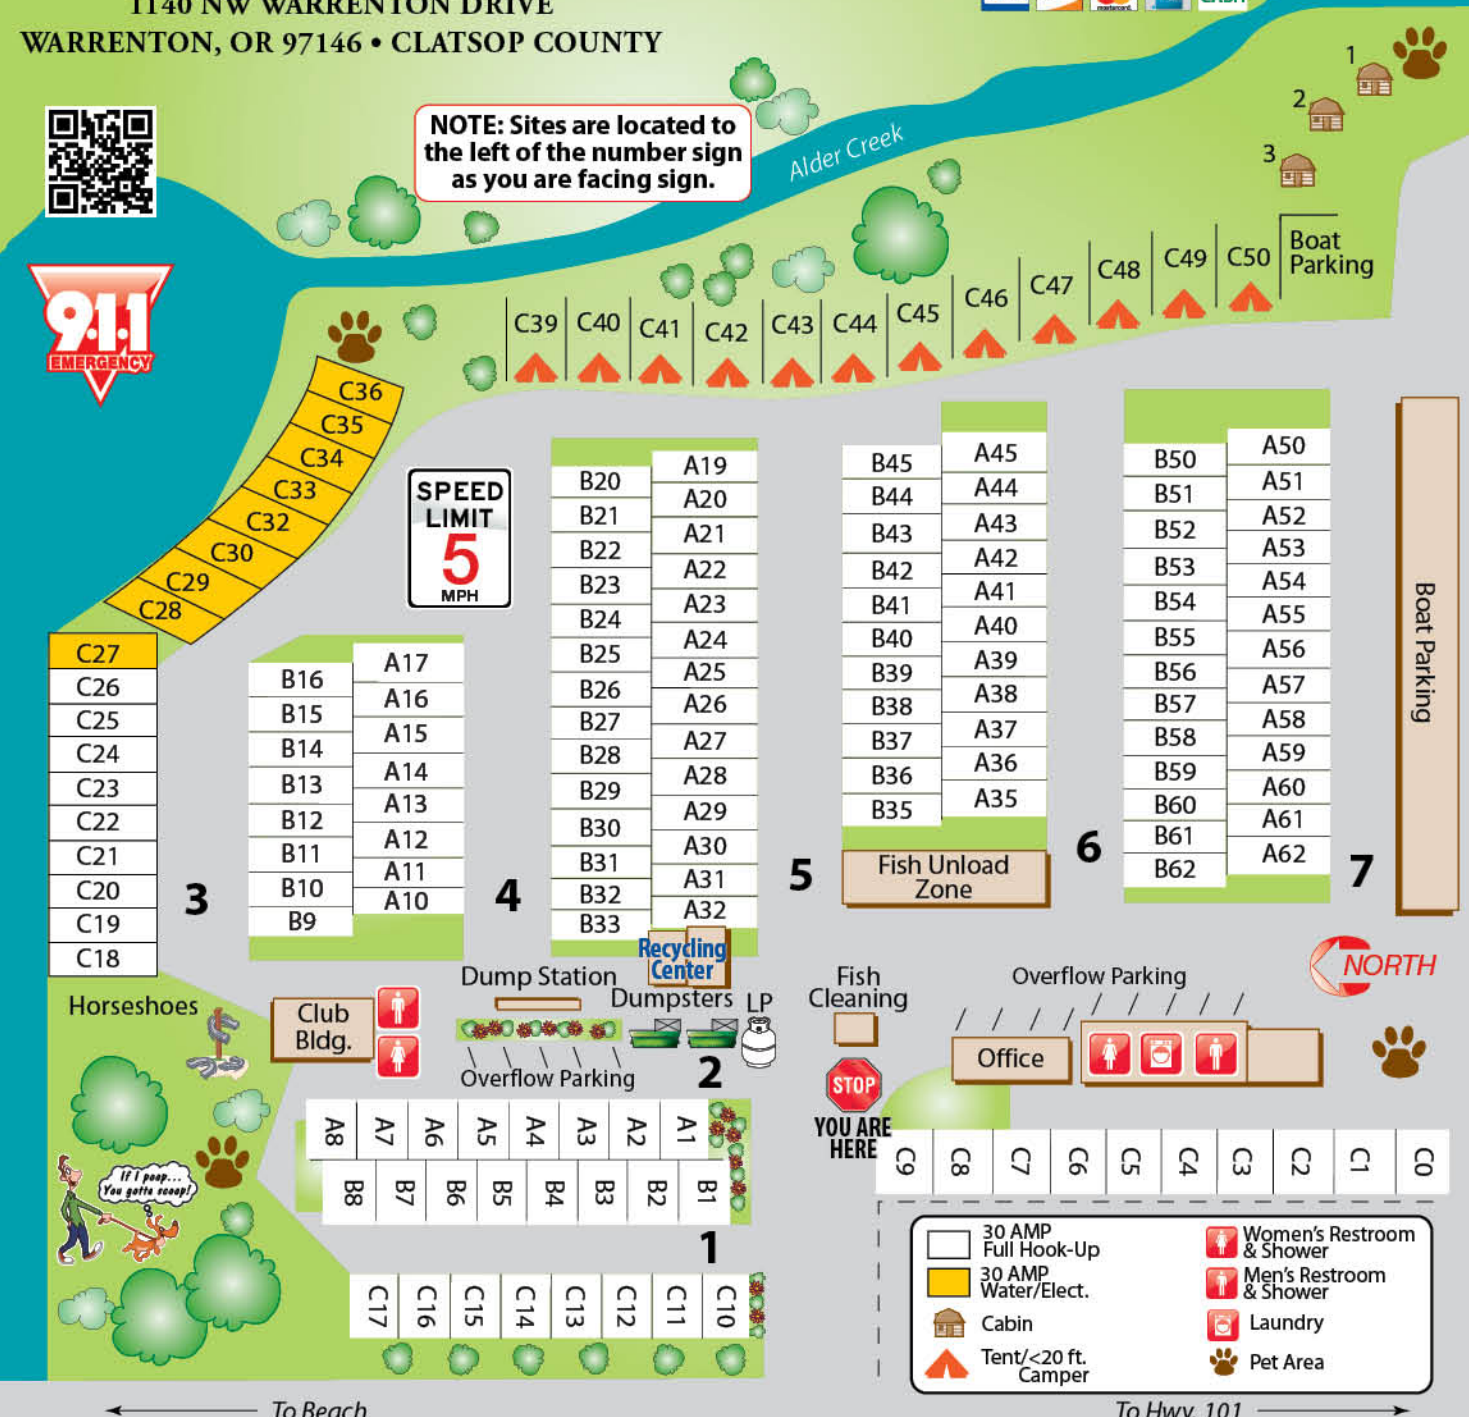 1140 NW WARRENTON DRIVE
WARRENTON, OR 97146 • CLATSOP COUNTY
mastercard
CASH
NOTE: Sites are located to
the left of the number sign
as you are facing sign.
Alder Creek
1
2
3
9-1-1
EMERGENCY
Boat
Parking
C39
C40
C41
C42
C43
C44
C45
C46
C47
C48
C49
C50
C36
C35
C34
C33
C32
C30
C29
C28
C27
C26
C25
C24
C23
C22
C21
C20
C19
C18
SPEED
LIMIT
5
MPH
B16
B15
B14
B13
B12
B11
B10
B9
A17
A16
A15
A14
A13
A12
A11
A10
B20
B21
B22
B23
B24
B25
B26
B27
B28
B29
B30
B31
B32
B33
A19
A20
A21
A22
A23
A24
A25
A26
A27
A28
A29
A30
A31
A32
B45
B44
B43
B42
B41
B40
B39
B38
B37
B36
B35
A45
A44
A43
A42
A41
A40
A39
A38
A37
A36
A35
B50
B51
B52
B53
B54
B55
B56
B57
B58
B59
B60
B61
B62
A50
A51
A52
A53
A54
A55
A56
A57
A58
A59
A60
A61
A62
Boat Parking
3
4
5
6
7
Fish Unload
Zone
Recycling
Center
NORTH
Horseshoes
Club
Bldg.
Dump Station
Dumpsters
LP
Overflow Parking
2
Fish
Cleaning
STOP
YOU ARE
HERE
Overflow Parking
Office
A8
A7
A6
A5
A4
A3
A2
A1
B8
B7
B6
B5
B4
B3
B2
B1
C9
C8
C7
C6
C5
C4
C3
C2
C1
C0
If I poop...
You gotta scoop!
1
C17
C16
C15
C14
C13
C12
C11
C10
30 AMP
Full Hook-Up
30 AMP
Water/Elect.
Cabin
Tent/<20 ft.
Camper
Women's Restroom
& Shower
Men's Restroom
& Shower
Laundry
Pet Area
To Beach
To Hwy. 101